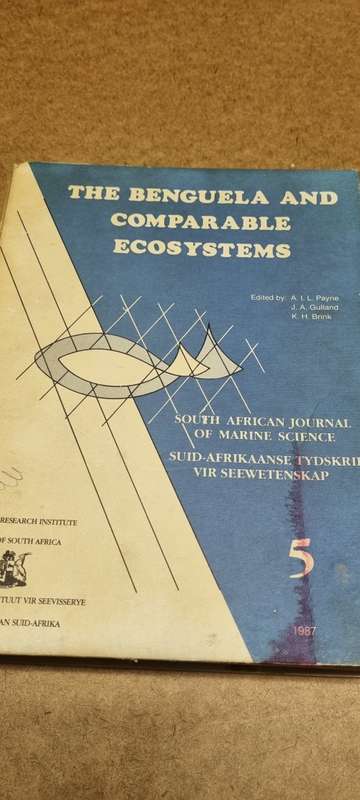 THE BENGUELA AND
COMPARABLE
ECOSYSTEMS
Edited by: A. I. L. Payne
J. A. Gulland
K. H. Brink
SOUTH AFRICAN JOURNAL
OF MARINE SCIENCE
SUID-AFRIKAANSE TYDSKRI
VIR SEEWETENSKAP
RESEARCH INSTITUTE
OF SOUTH AFRICA
TUUT VIR SEEVISSERYE
AN SUID-AFRIKA
5
1987